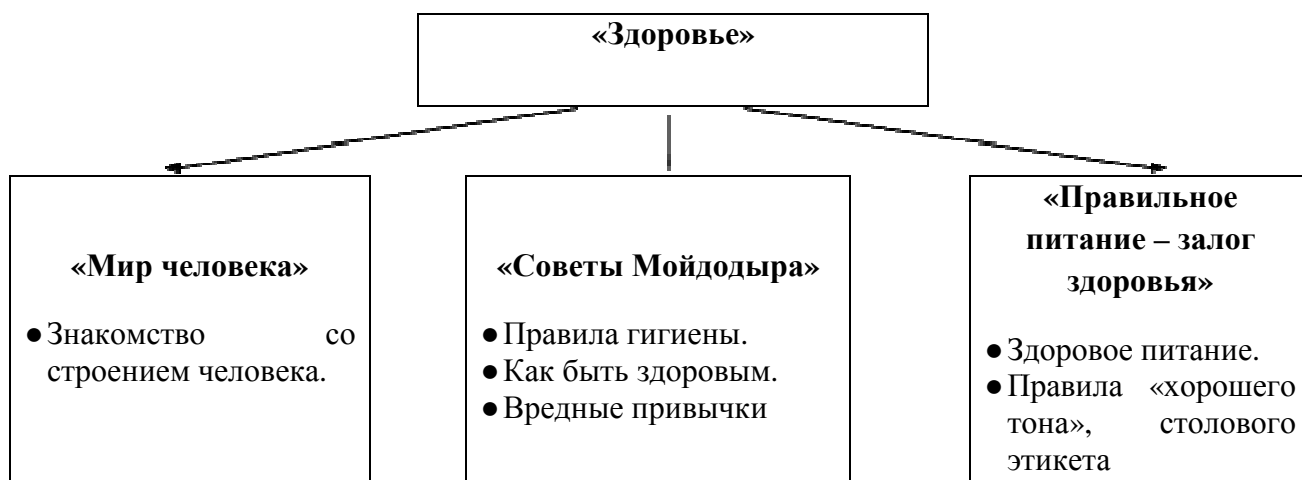 «Здоровье»
«Мир человека»
● Знакомство со
строением человека.
«Советы Мойдодыра»
● Правила гигиены.
● Как быть здоровым.
● Вредные привычки
«Правильное
питание – залог
здоровья»
● Здоровое питание.
● Правила «хорошего
тона», столового
этикета